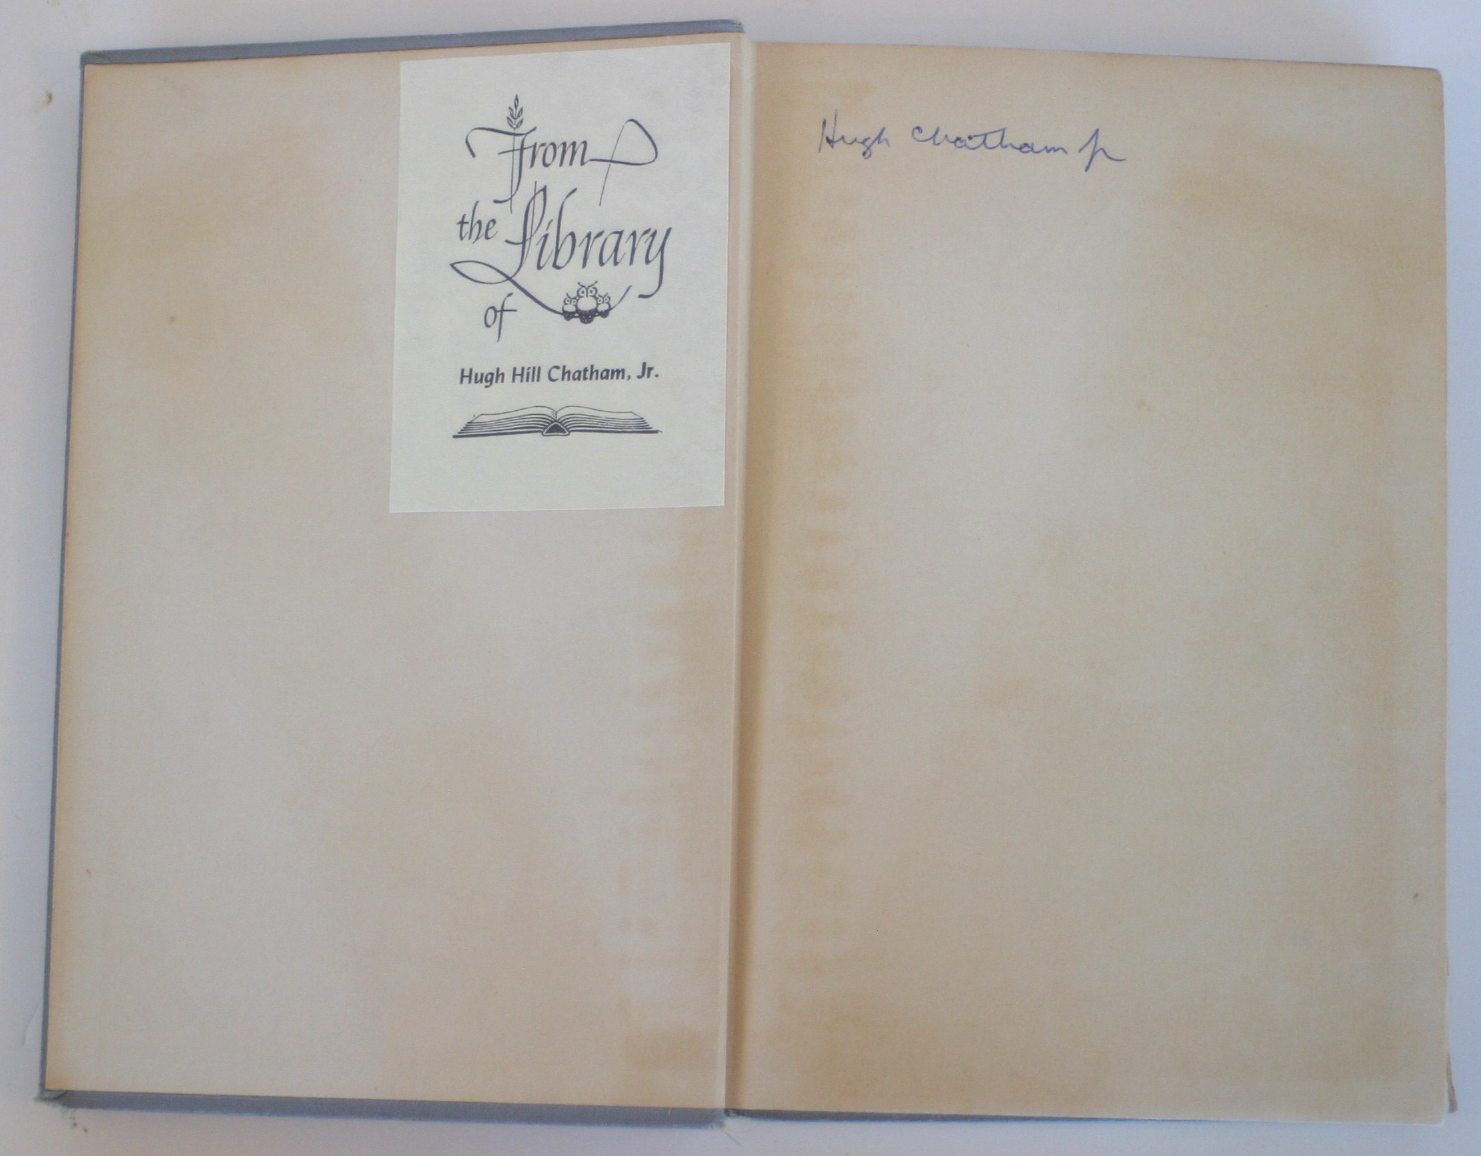 From
the Library
of
Hugh Hill Chatham, Jr.
Hugh Chatham Jr